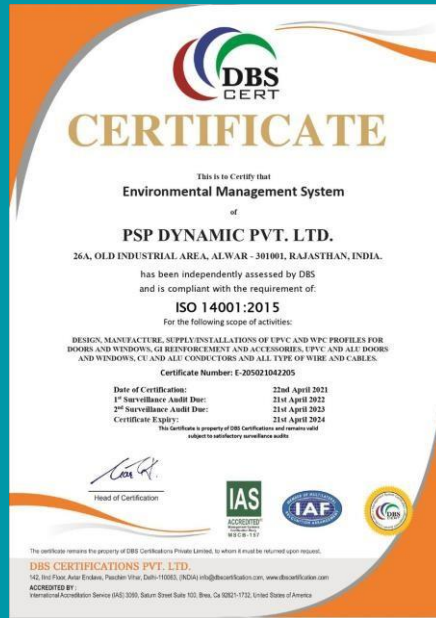 DBS
CERT
CERTIFICATE
This is to Certify that
Environmental Management System
of
PSP DYNAMIC PVT. LTD.
26A, OLD INDUSTRIAL AREA, ALWAR - 301001, RAJASTHAN, INDIA.
has been independently assessed by DBS
and is compliant with the requirement of:
ISO 14001:2015
For the following scope of activities:
DESIGN, MANUFACTURE, SUPPLY/INSTALLATIONS OF UPVC AND WPC PROFILES FOR
DOORS AND WINDOWS, GI REINFORCEMENT AND ACCESSORIES, UPVC AND ALU DOORS
AND WINDOWS, CU AND ALU CONDUCTORS AND ALL TYPE OF WIRE AND CABLES.
Certificate Number: E-205021042205
Date of Certification: 22nd April 2021
1st Surveillance Audit Due: 21st April 2022
2nd Surveillance Audit Due: 21st April 2023
Certificate Expiry: 21st April 2024
This Certificate is property of DBS Certifications and remains valid
subject to satisfactory surveillance audits
Head of Certification
IAS
ACCREDITED
MSCB-157
IAF
DBS
The certificate remains the property of DBS Certifications Private Limited, to whom it must be returned upon request.
DBS CERTIFICATIONS PVT. LTD.
142, IInd Floor, Avtar Enclave, Paschim Vihar, Delhi-110063, (INDIA) info@dbscertification.com, www.dbscertification.com
ACCREDITED BY :
International Accreditation Service (IAS) 3060, Saturn Street Suite 100, Brea, Ca 92821-1732, United States of America